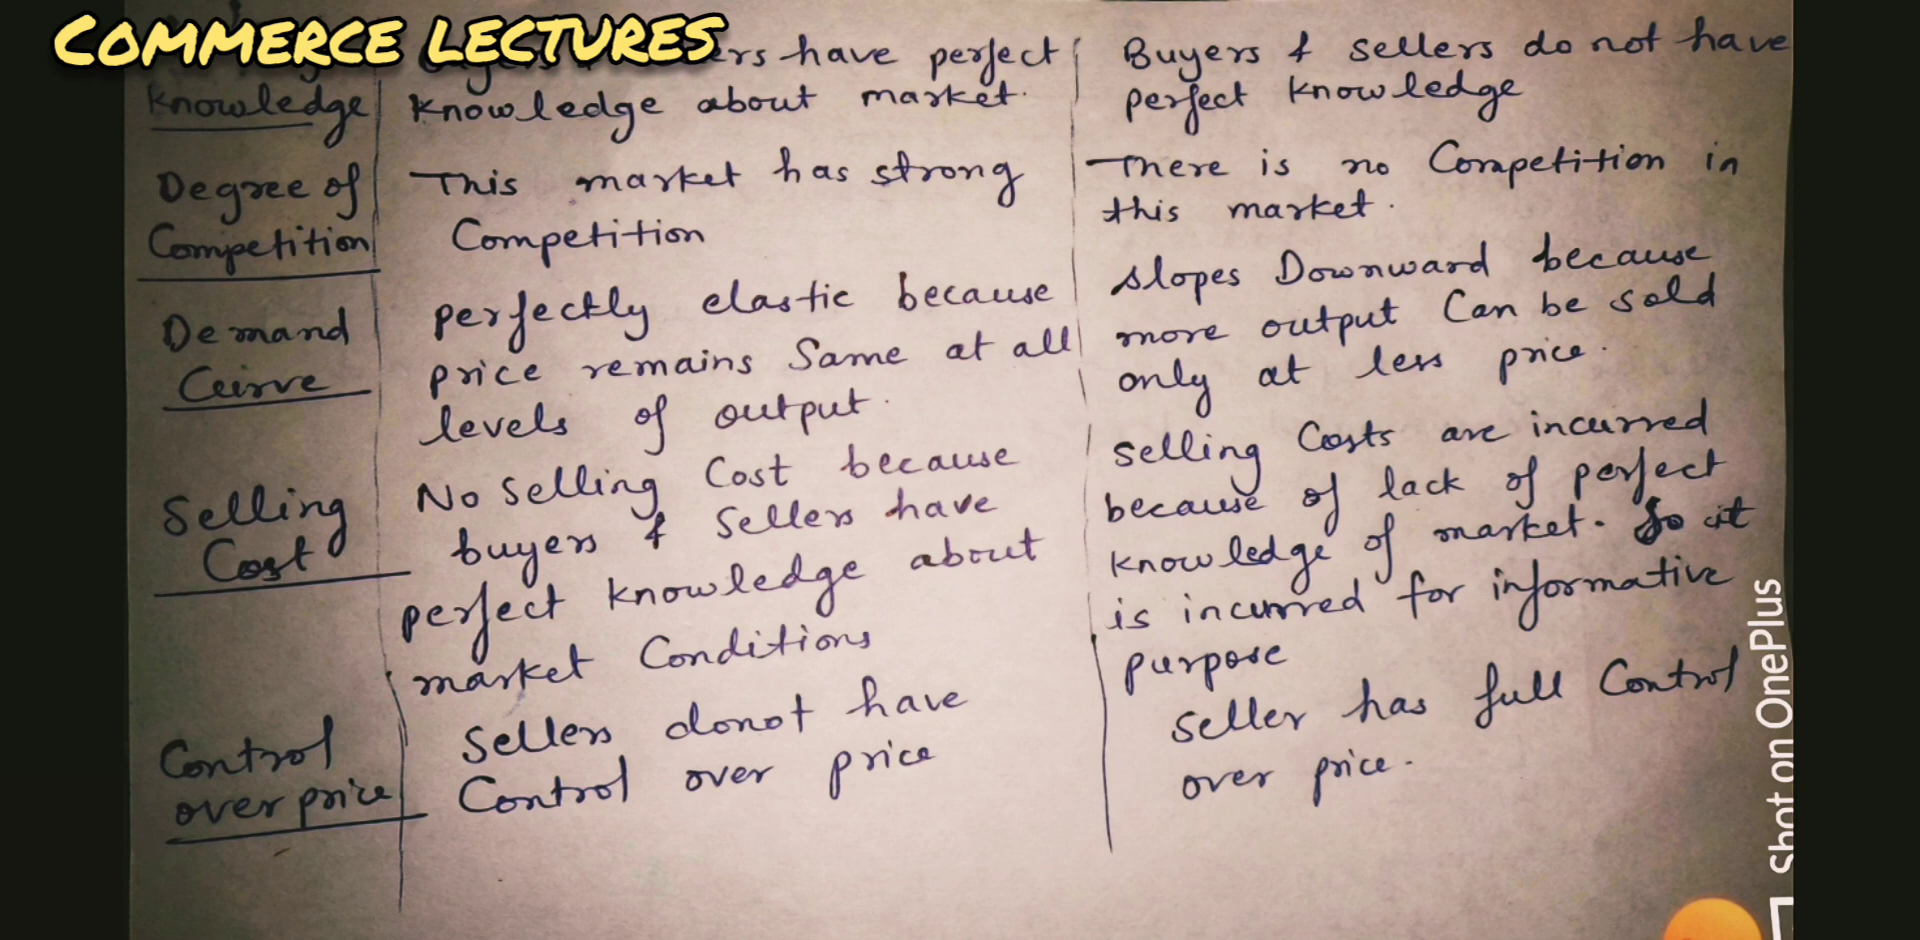 COMMERCE LECTURES
knowledge
ers have perfect
knowledge about market.
Buyers & sellers do not have
perfect knowledge
Degree of
Competition
This market has strong
Competition
There is no Competition in
this market.
Demand
Curve
perfectly elastic because
price remains Same at all
levels of output.
slopes Downward because
more output Can be sold
only at less price.
Selling
Cost
No selling Cost because
buyers & sellers have
perfect knowledge about
market Conditions
selling Costs are incurred
because of lack of perfect
knowledge of market. So it
is incurred for informative
purpose
Control
over price
Sellers donot have
Control over price
seller has full Control
over price.
Shot on OnePlus